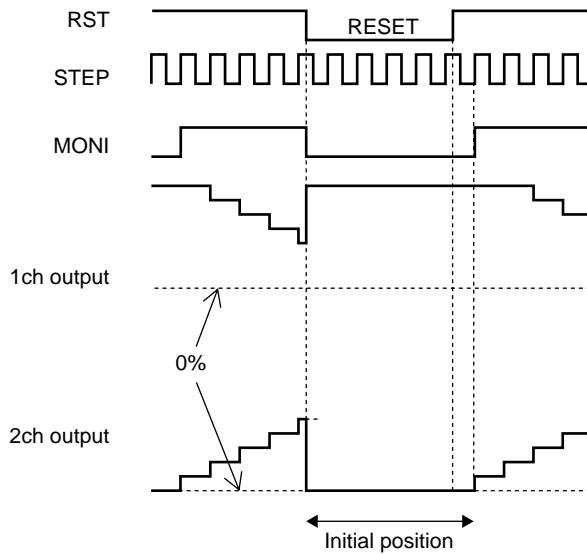 RST
RESET
STEP
MONI
1ch output
0%
2ch output
Initial position